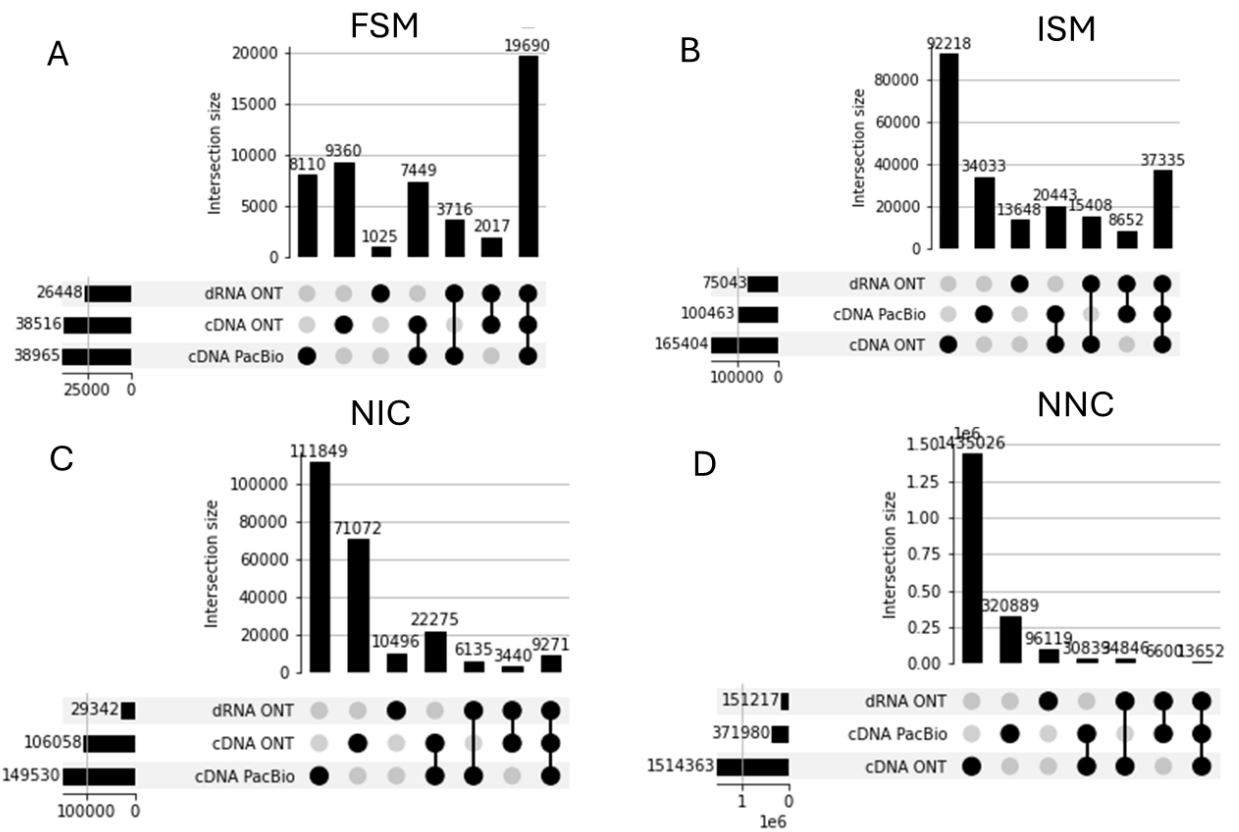 FSM
A
20000
15000
10000
5000
0
Intersection size
8110
9360
1025
7449
3716
2017
19690
26448
38516
38965
dRNA ONT
cDNA ONT
cDNA PacBio
25000 0
ISM
B
80000
60000
40000
20000
0
Intersection size
92218
34033
13648
20443
15408
8652
37335
75043
100463
165404
dRNA ONT
cDNA PacBio
cDNA ONT
100000 0
NIC
C
100000
80000
60000
40000
20000
0
Intersection size
111849
71072
10496
22275
6135
3440
9271
29342
106058
149530
dRNA ONT
cDNA ONT
cDNA PacBio
100000 0
NNC
D
1e6
1.50
1.25
1.00
0.75
0.50
0.25
0.00
Intersection size
1435026
320889
96119
30839
34846
6600
13652
151217
371980
1514363
dRNA ONT
cDNA PacBio
cDNA ONT
1 0
1e6